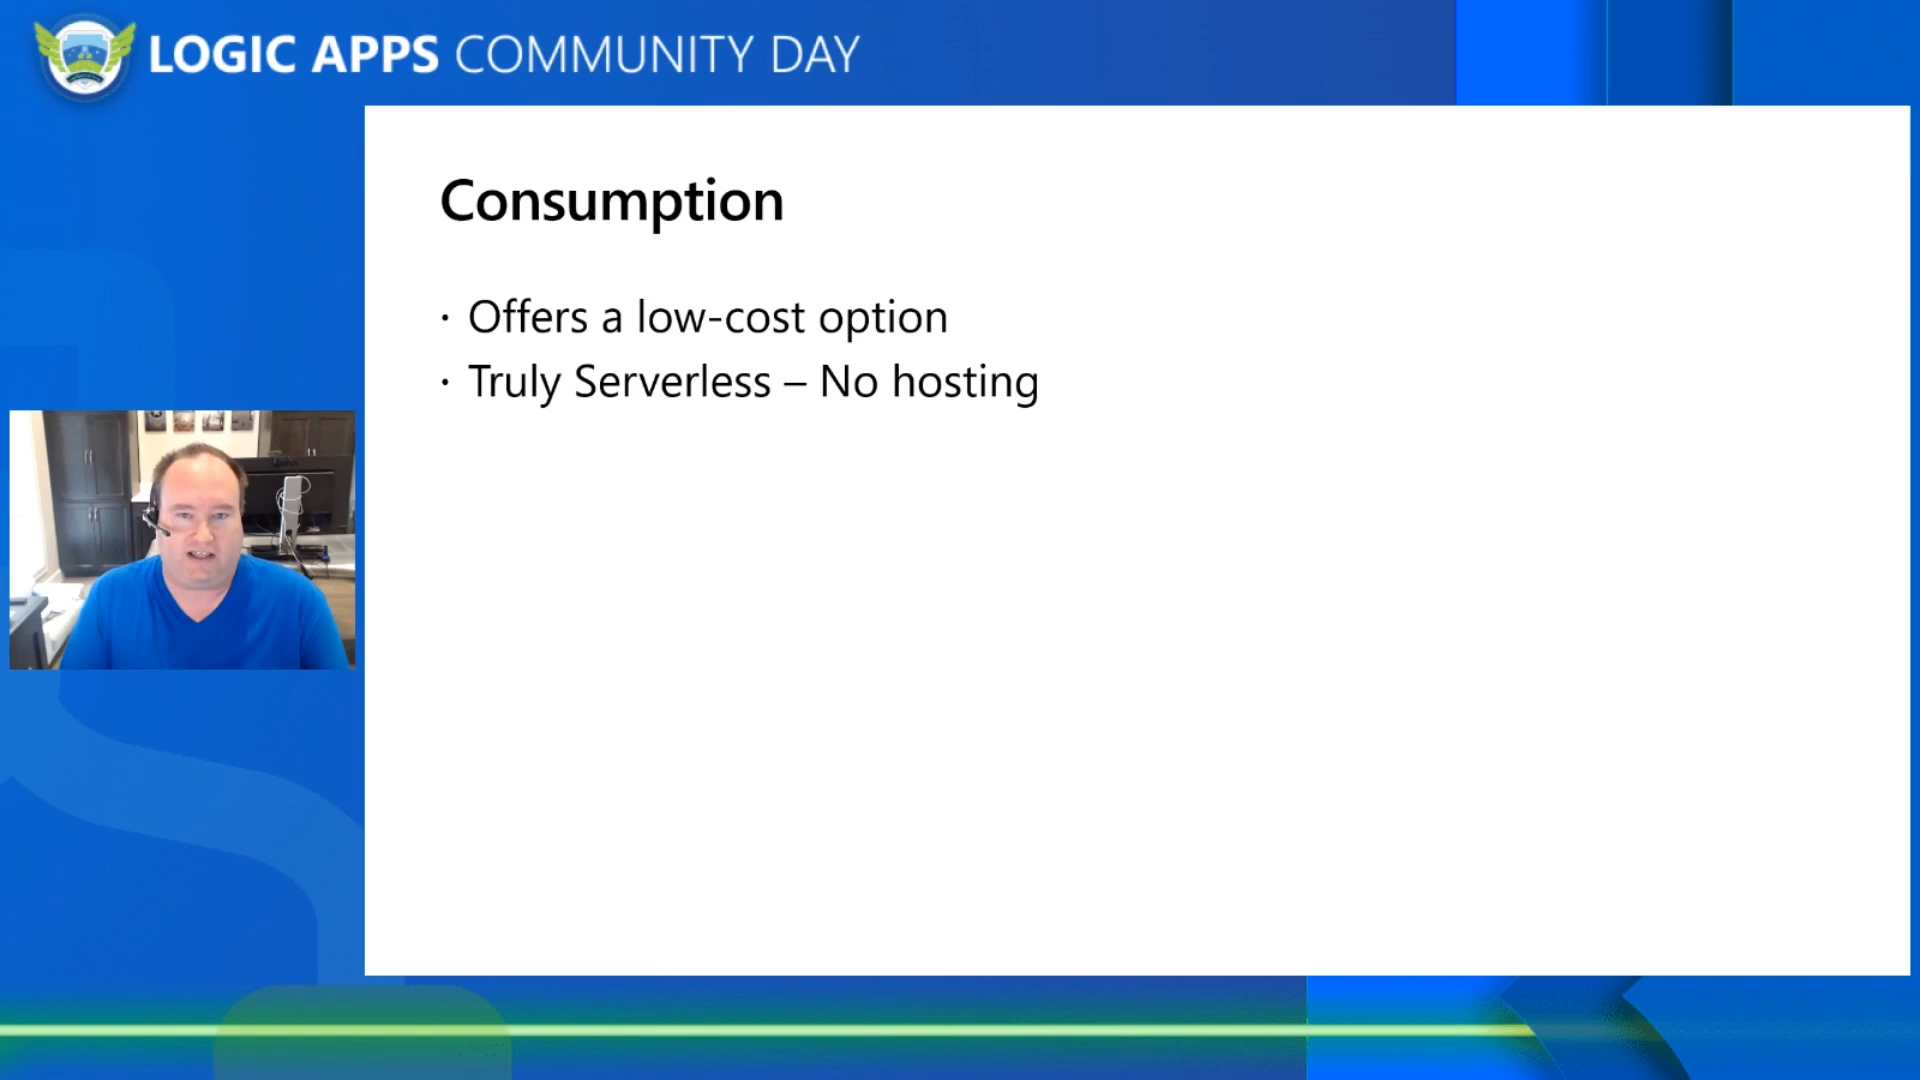 LOGIC APPS COMMUNITY DAY
Consumption
· Offers a low-cost option
· Truly Serverless – No hosting